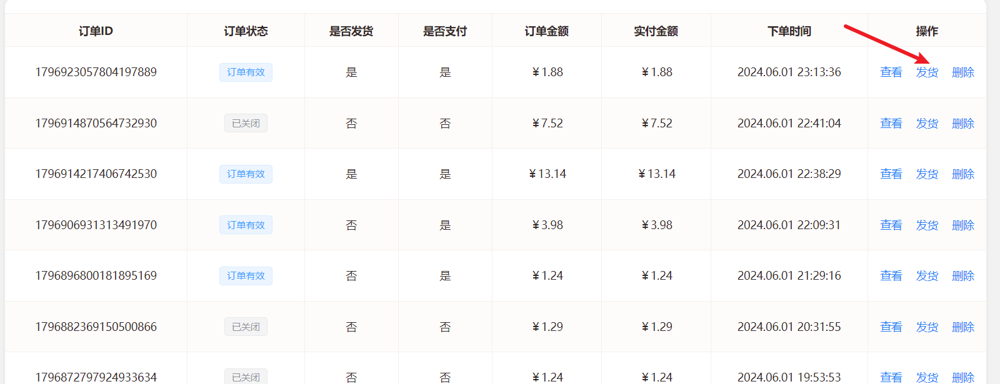 订单ID 订单状态 是否发货 是否支付 订单金额 实付金额 下单时间 操作
1796923057804197889 订单有效 是 是 ¥1.88 ¥1.88 2024.06.01 23:13:36 查看 发货 删除
1796914870564732930 已关闭 否 否 ¥7.52 ¥7.52 2024.06.01 22:41:04 查看 发货 删除
1796914217406742530 订单有效 是 是 ¥13.14 ¥13.14 2024.06.01 22:38:29 查看 发货 删除
1796906931313491970 订单有效 否 是 ¥3.98 ¥3.98 2024.06.01 22:09:31 查看 发货 删除
1796896800181895169 订单有效 否 是 ¥1.24 ¥1.24 2024.06.01 21:29:16 查看 发货 删除
1796882369150500866 已关闭 否 否 ¥1.29 ¥1.29 2024.06.01 20:31:55 查看 发货 删除
1796872797924933634 已关闭 否 否 ¥1.24 ¥1.24 2024.06.01 19:53:53 查看 发货 删除